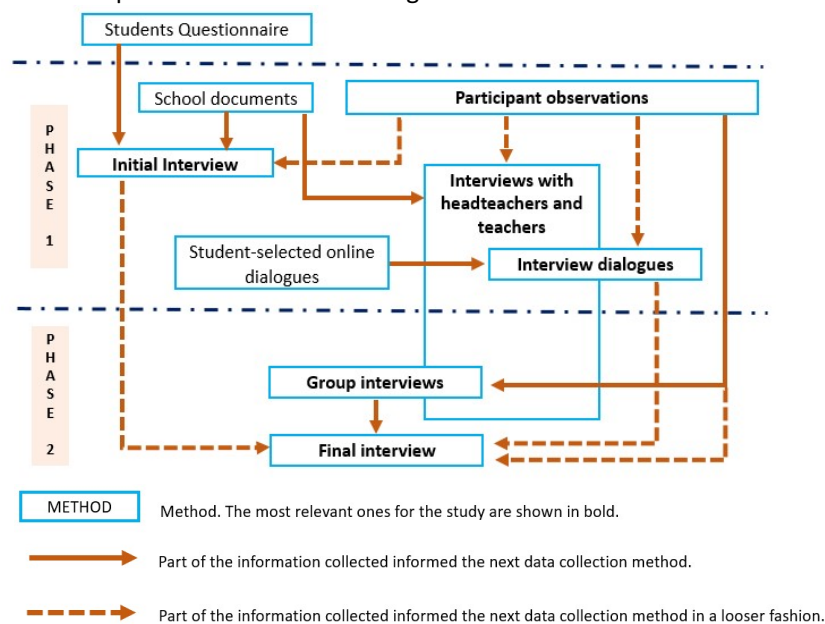 Students Questionnaire
School documents
Participant observations
P
H
A
S
E
1
Initial Interview
Interviews with
headteachers and
teachers
Student-selected online
dialogues
Interview dialogues
P
H
A
S
E
2
Group interviews
Final interview
METHOD
Method. The most relevant ones for the study are shown in bold.
Part of the information collected informed the next data collection method.
Part of the information collected informed the next data collection method in a looser fashion.